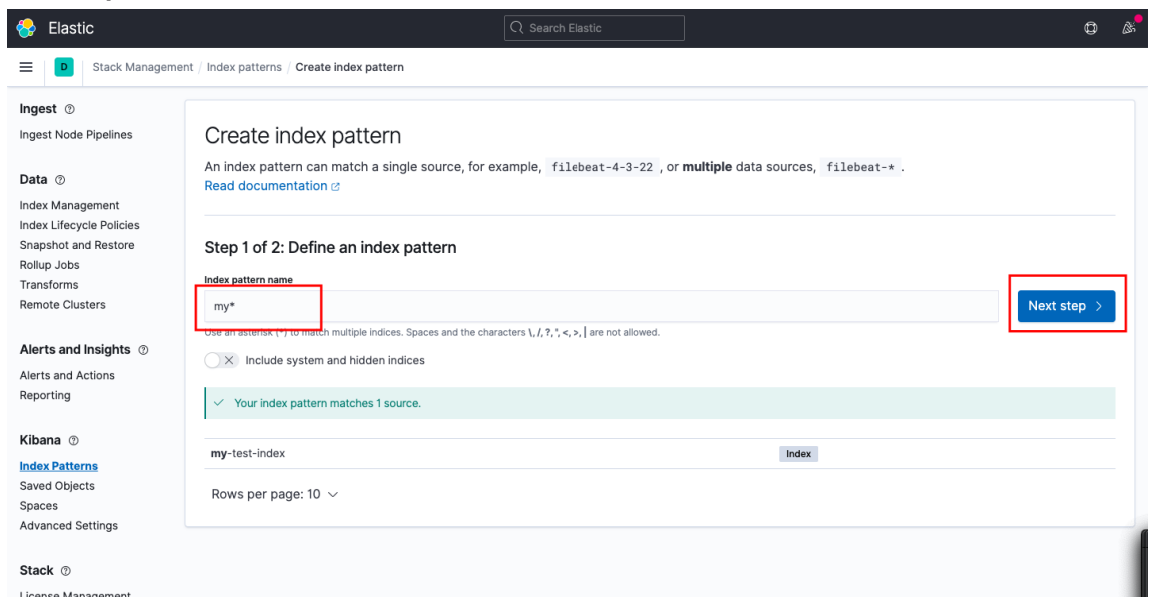 Elastic
Search Elastic
D
Stack Management / Index patterns / Create index pattern
Ingest
Ingest Node Pipelines
Data
Index Management
Index Lifecycle Policies
Snapshot and Restore
Rollup Jobs
Transforms
Remote Clusters
Alerts and Insights
Alerts and Actions
Reporting
Kibana
Index Patterns
Saved Objects
Spaces
Advanced Settings
Stack
License Management
Create index pattern
An index pattern can match a single source, for example, filebeat-4-3-22 , or multiple data sources, filebeat-* .
Read documentation
Step 1 of 2: Define an index pattern
Index pattern name
my*
Next step
Use an asterisk (*) to match multiple indices. Spaces and the characters \, /, ?, ", <, >, | are not allowed.
Include system and hidden indices
Your index pattern matches 1 source.
my-test-index Index
Rows per page: 10